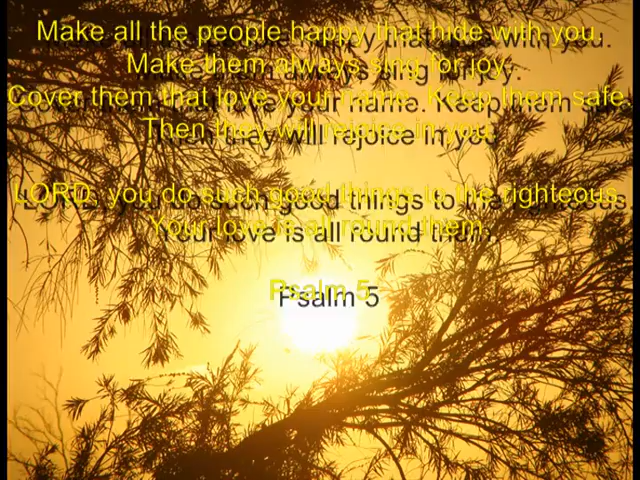 Make all the people happy that hide with you.
Make them always sing for joy.
Cover them that love your name. Keep them safe.
Then they will rejoice in you.
LORD, you do such good things to the righteous.
Your love is all round them.
Psalm 5